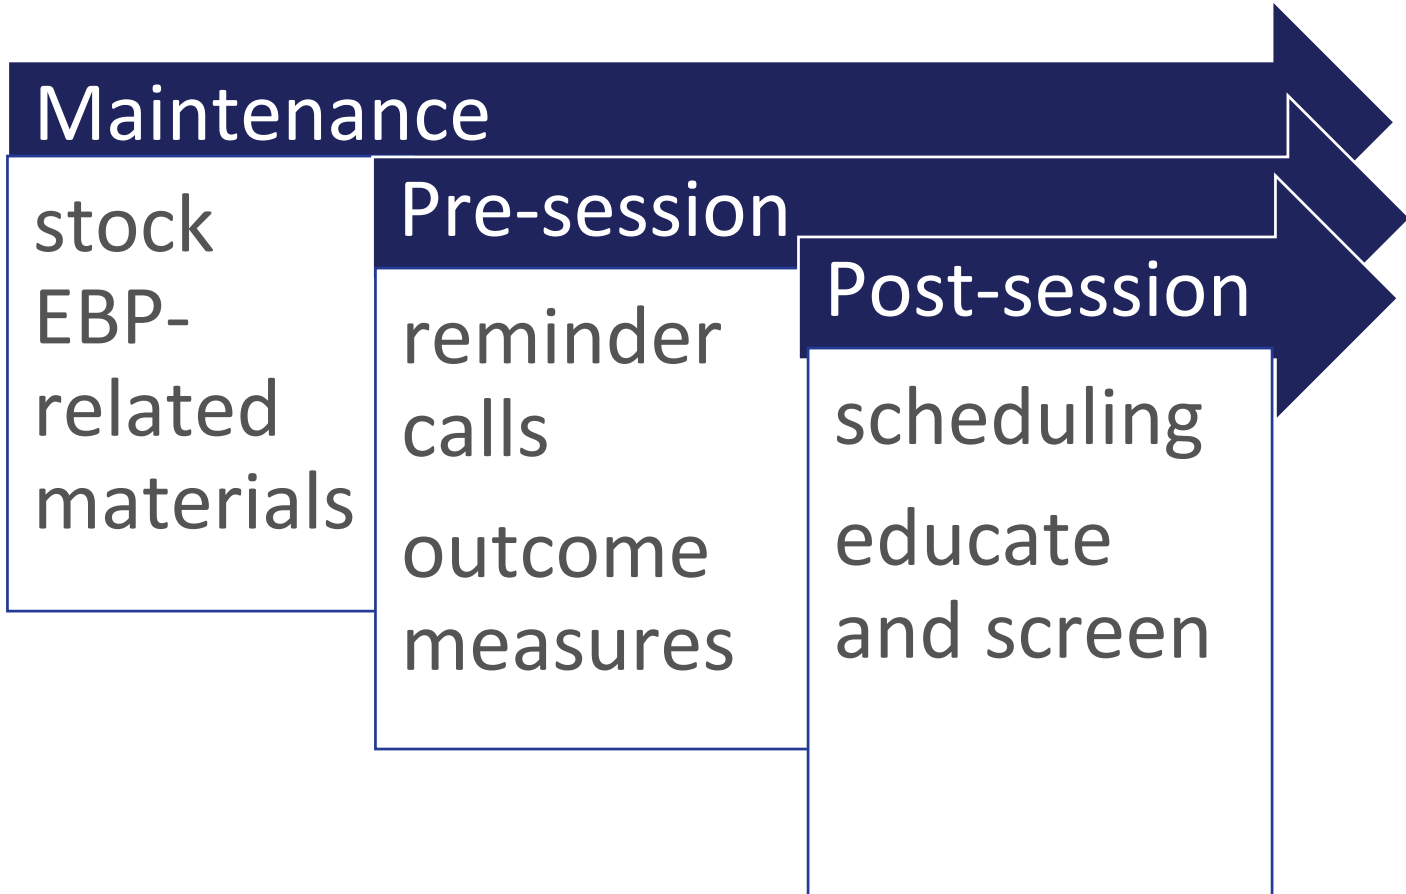 Maintenance
stock
EBP-
related
materials
Pre-session
reminder
calls
outcome
measures
Post-session
scheduling
educate
and screen